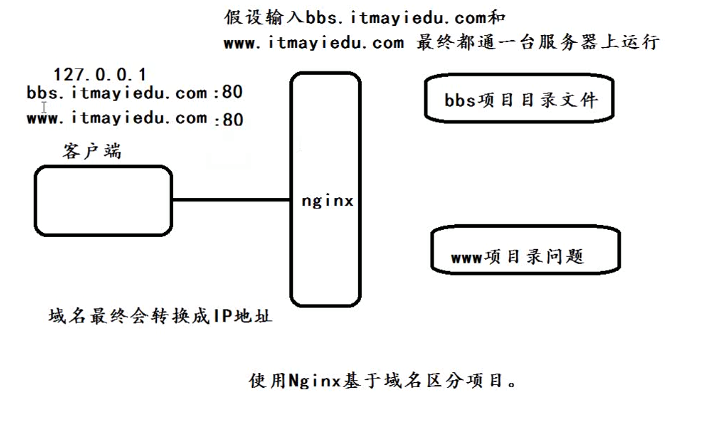 假设输入bbs.itmayiedu.com和
www.itmayiedu.com 最终都通一台服务器上运行
127.0.0.1
bbs.itmayiedu.com:80
www.itmayiedu.com:80
客户端
nginx
bbs项目目录文件
www项目录问题
域名最终会转换成IP地址
使用Nginx基于域名区分项目。